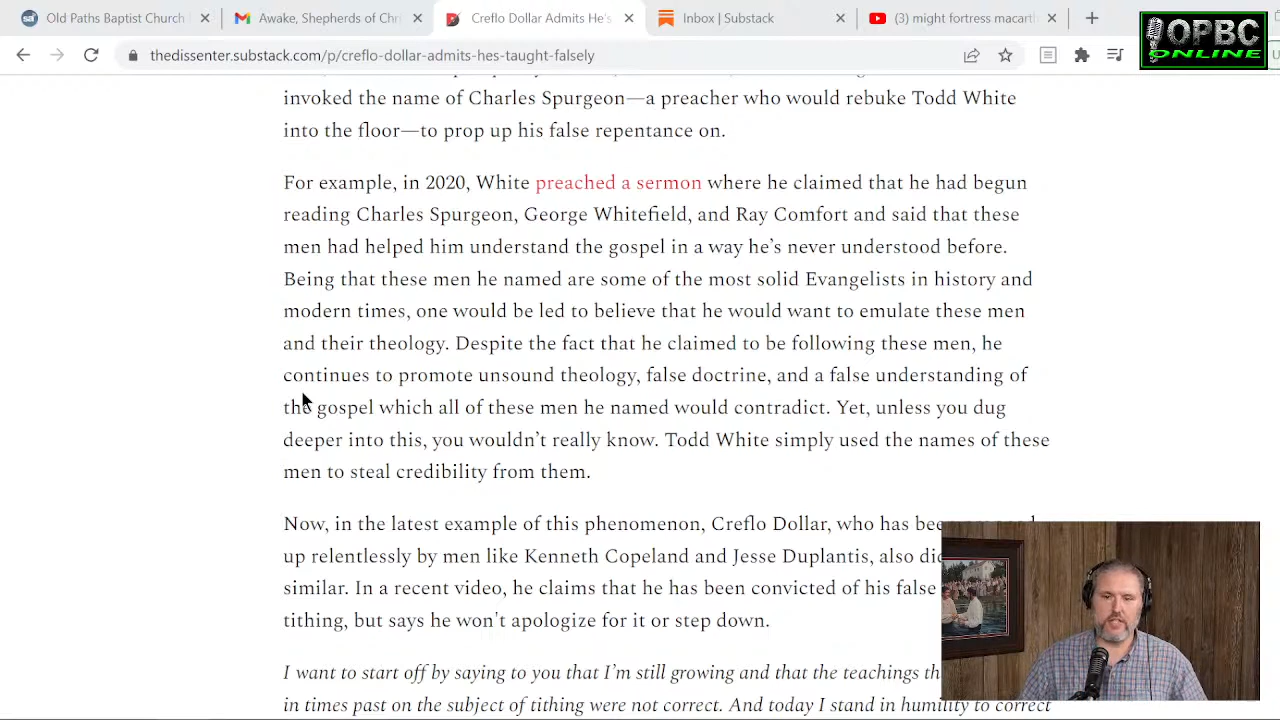 Old Paths Baptist Church
Awake, Shepherds of Ch
Creflo Dollar Admits He's
Inbox | Substack
(3) might fortress macart
OPBC
ONLINE
thedissenter.substack.com/p/creflo-dollar-admits-hes-taught-falsely
invoked the name of Charles Spurgeon—a preacher who would rebuke Todd White
into the floor—to prop up his false repentance on.
For example, in 2020, White preached a sermon where he claimed that he had begun
reading Charles Spurgeon, George Whitefield, and Ray Comfort and said that these
men had helped him understand the gospel in a way he’s never understood before.
Being that these men he named are some of the most solid Evangelists in history and
modern times, one would be led to believe that he would want to emulate these men
and their theology. Despite the fact that he claimed to be following these men, he
continues to promote unsound theology, false doctrine, and a false understanding of
the gospel which all of these men he named would contradict. Yet, unless you dug
deeper into this, you wouldn’t really know. Todd White simply used the names of these
men to steal credibility from them.
Now, in the latest example of this phenomenon, Creflo Dollar, who has
up relentlessly by men like Kenneth Copeland and Jesse Duplantis, also
similar. In a recent video, he claims that he has been convicted of his false
tithing, but says he won't apologize for it or step down.
I want to start off by saying to you that I’m still growing and that the teachings
in times past on the subject of tithing were not correct. And today I stand in humility to correct